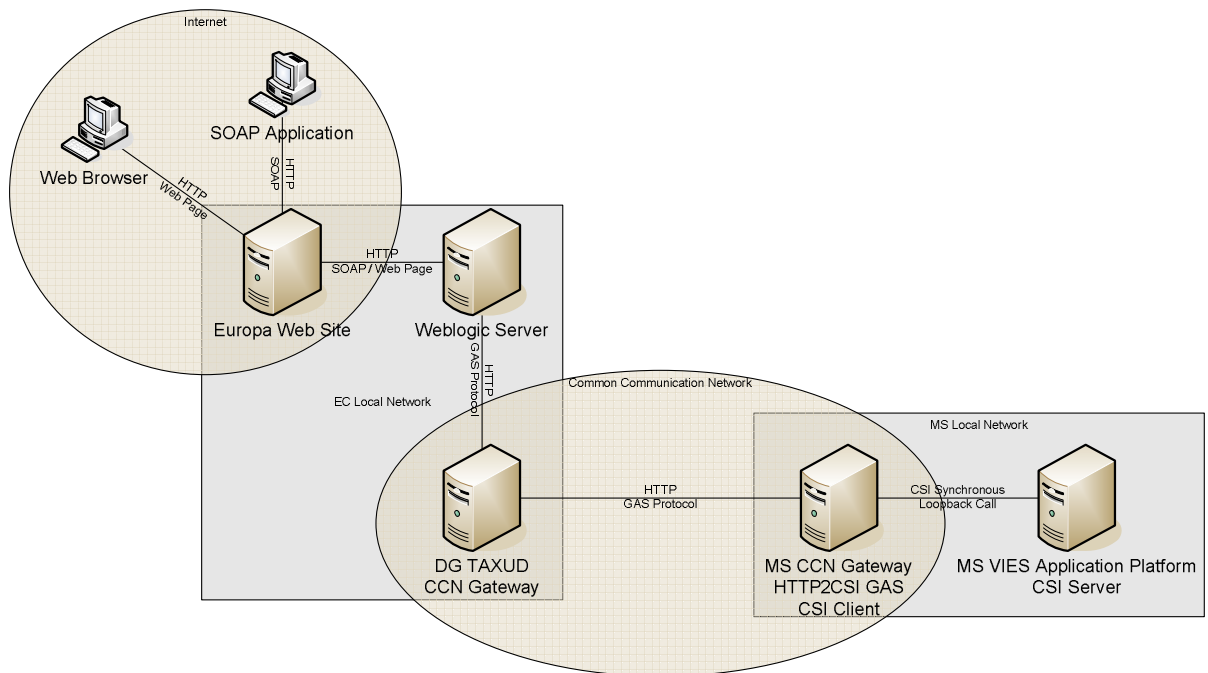 Internet
SOAP Application
Web Browser
HTTP
SOAP
HTTP
Web Page
HTTP
SOAP / Web Page
Europa Web Site
Weblogic Server
HTTP
GAS Protocol
EC Local Network
Common Communication Network
MS Local Network
HTTP
GAS Protocol
CSI Synchronous
Loopback Call
DG TAXUD
CCN Gateway
MS CCN Gateway
HTTP2CSI GAS
CSI Client
MS VIES Application Platform
CSI Server